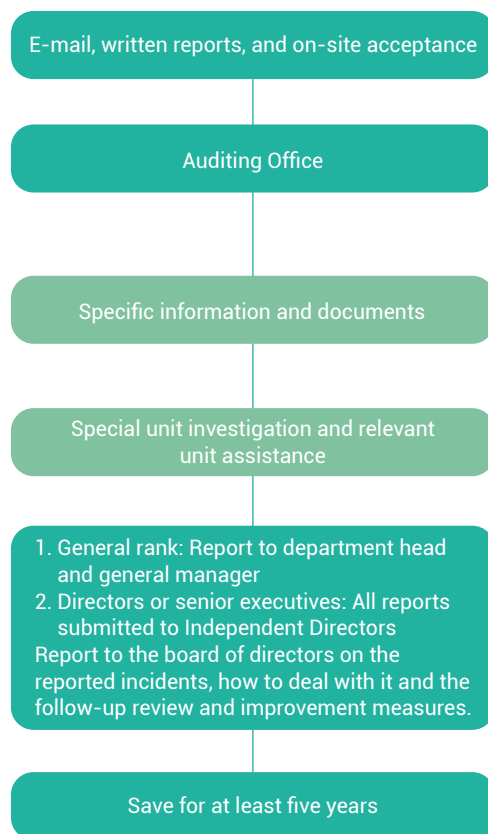 E-mail, written reports, and on-site acceptance
Auditing Office
Specific information and documents
Special unit investigation and relevant
unit assistance
1. General rank: Report to department head
and general manager
2. Directors or senior executives: All reports
submitted to Independent Directors
Report to the board of directors on the
reported incidents, how to deal with it and the
follow-up review and improvement measures.
Save for at least five years